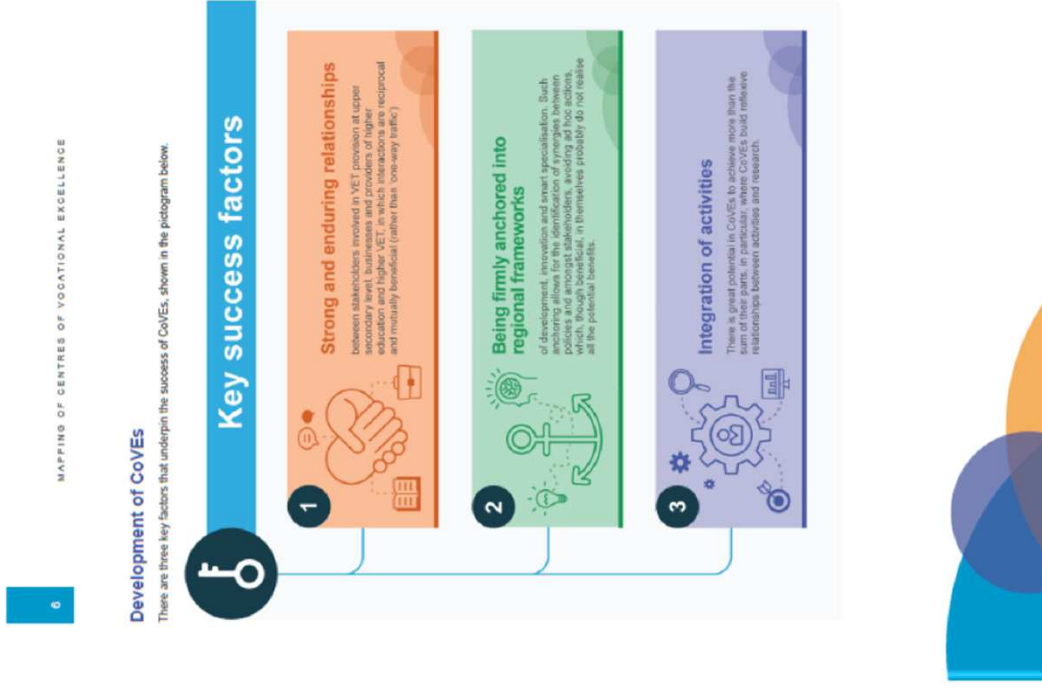 6
MAPPING OF CENTRES OF VOCATIONAL EXCELLENCE
Development of CoVEs
There are three key factors that underpin the success of CoVEs, shown in the pictogram below.
Key success factors
1
Strong and enduring relationships
between stakeholders involved in VET provision at upper
secondary level, businesses and providers of higher
education and higher VET, in which interactions are reciprocal
and mutually beneficial (rather than 'one-way traffic')
2
Being firmly anchored into
regional frameworks
of development, innovation and smart specialisation. Such
anchoring allows for the identification of synergies between
policies and amongst stakeholders, avoiding ad hoc actions,
which, though beneficial, in themselves probably do not realise
all the potential benefits.
3
Integration of activities
There is great potential in CoVEs to achieve more than the
sum of their parts, in particular, where CoVEs build reflexive
relationships between activities and research.